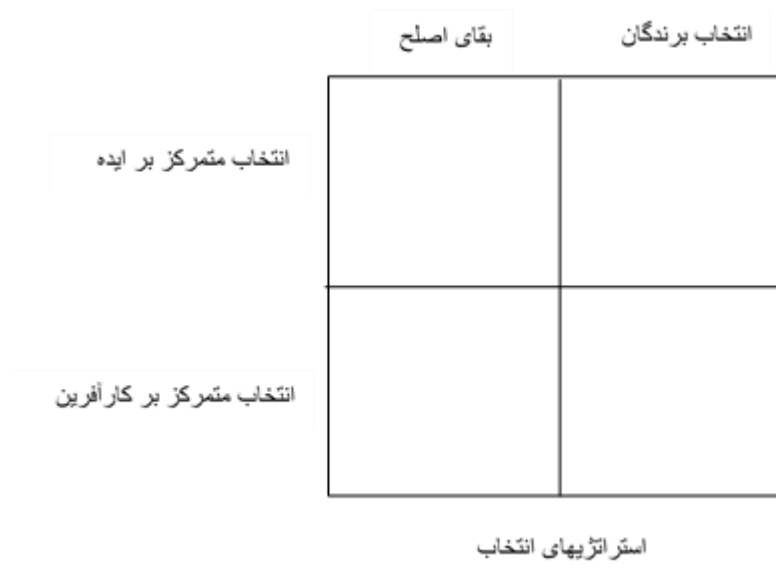 انتخاب برندگان
بقای اصلح
انتخاب متمرکز بر ایده
انتخاب متمرکز بر کارآفرین
استراتژیهای انتخاب